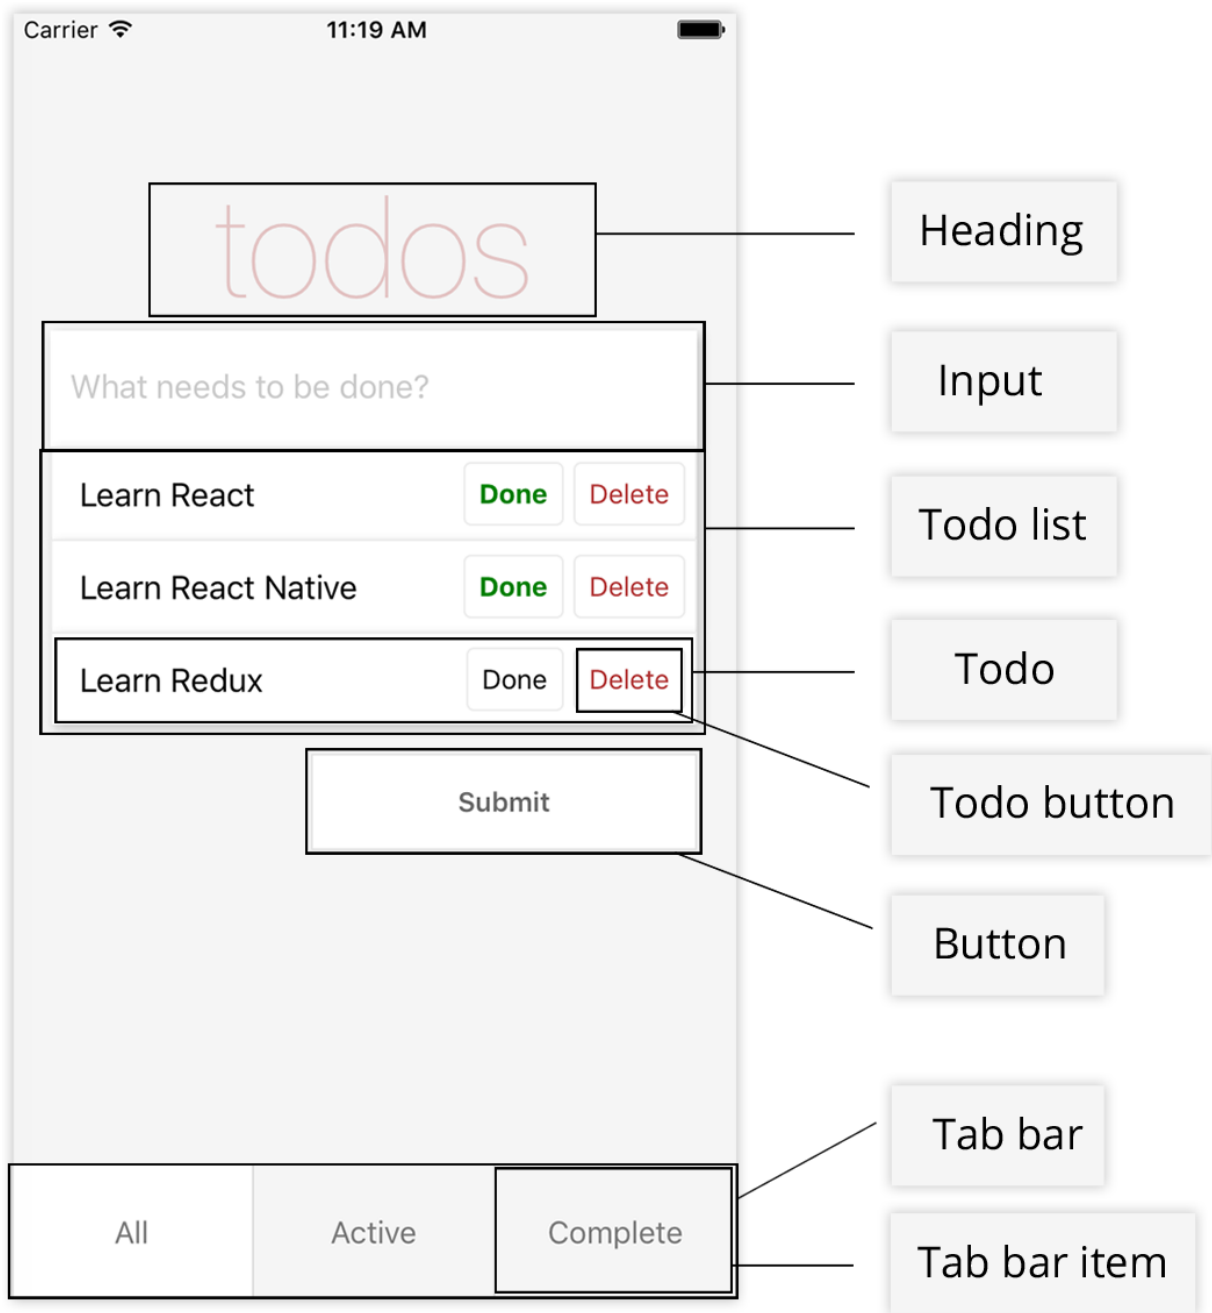 Carrier 11:19 AM
todos
Heading
What needs to be done?
Input
Learn React Done Delete
Todo list
Learn React Native Done Delete
Learn Redux Done Delete
Todo
Submit
Todo button
Button
Tab bar
All Active Complete
Tab bar item